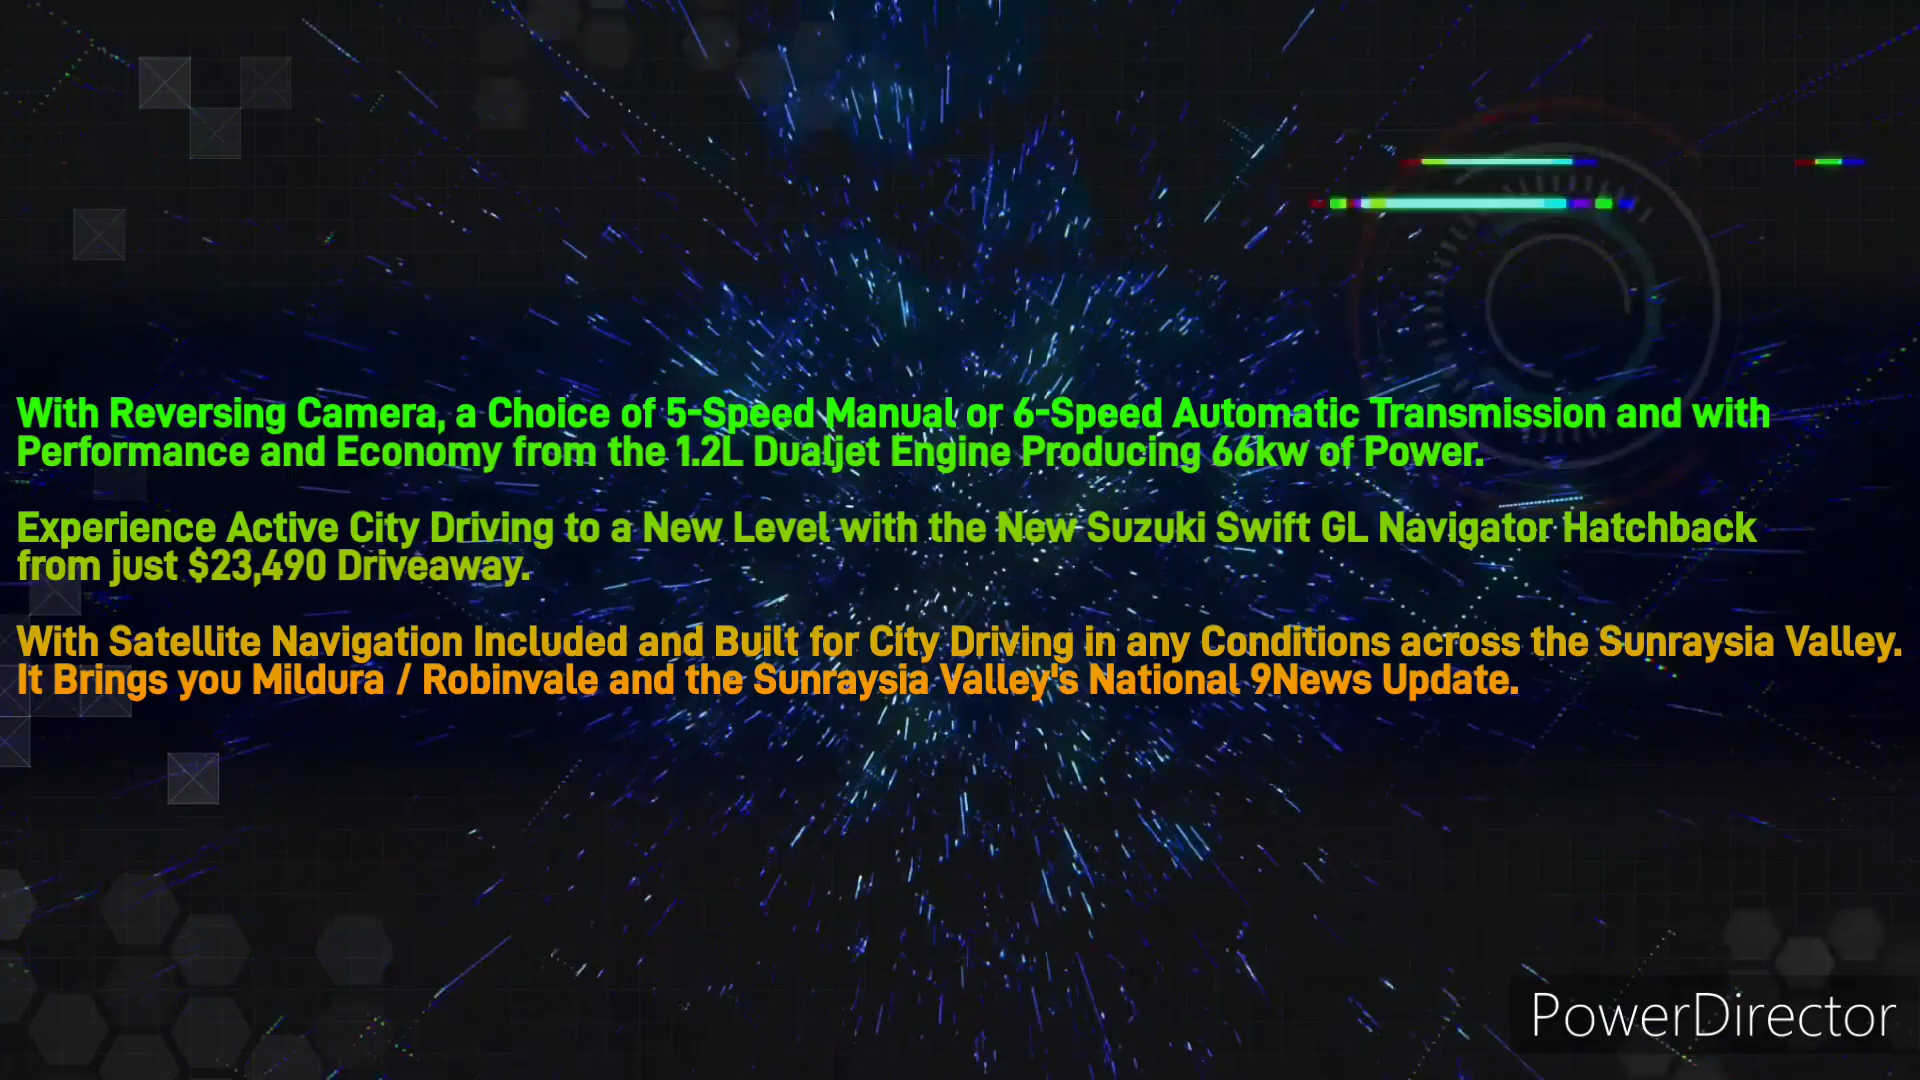 With Reversing Camera, a Choice of 5-Speed Manual or 6-Speed Automatic Transmission and with
Performance and Economy from the 1.2L Dualjet Engine Producing 66kw of Power.
Experience Active City Driving to a New Level with the New Suzuki Swift GL Navigator Hatchback
from just $23,490 Driveaway.
With Satellite Navigation Included and Built for City Driving in any Conditions across the Sunraysia Valley.
It Brings you Mildura / Robinvale and the Sunraysia Valley's National 9News Update.
PowerDirector